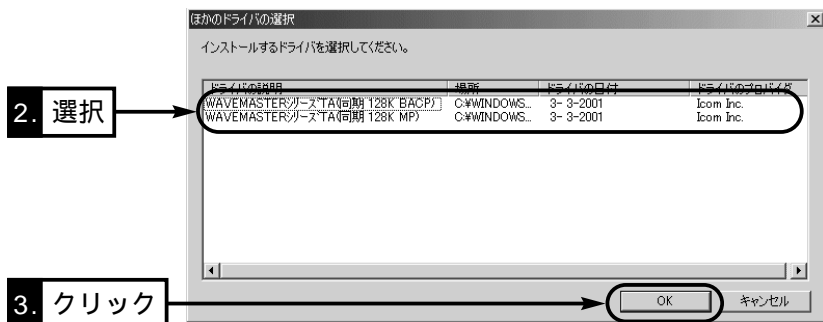 ほかのドライバの選択
インストールするドライバを選択してください。
ドライバの説明 場所 ドライバの日付 ドライバのプロバイダ
2. 選択
WAVEMASTERシリーズTA(同期 128K BACP) C:¥WINDOWS... 3- 3-2001 Icom Inc.
WAVEMASTERシリーズTA(同期 128K MP) C:¥WINDOWS... 3- 3-2001 Icom Inc.
3. クリック
OK キャンセル